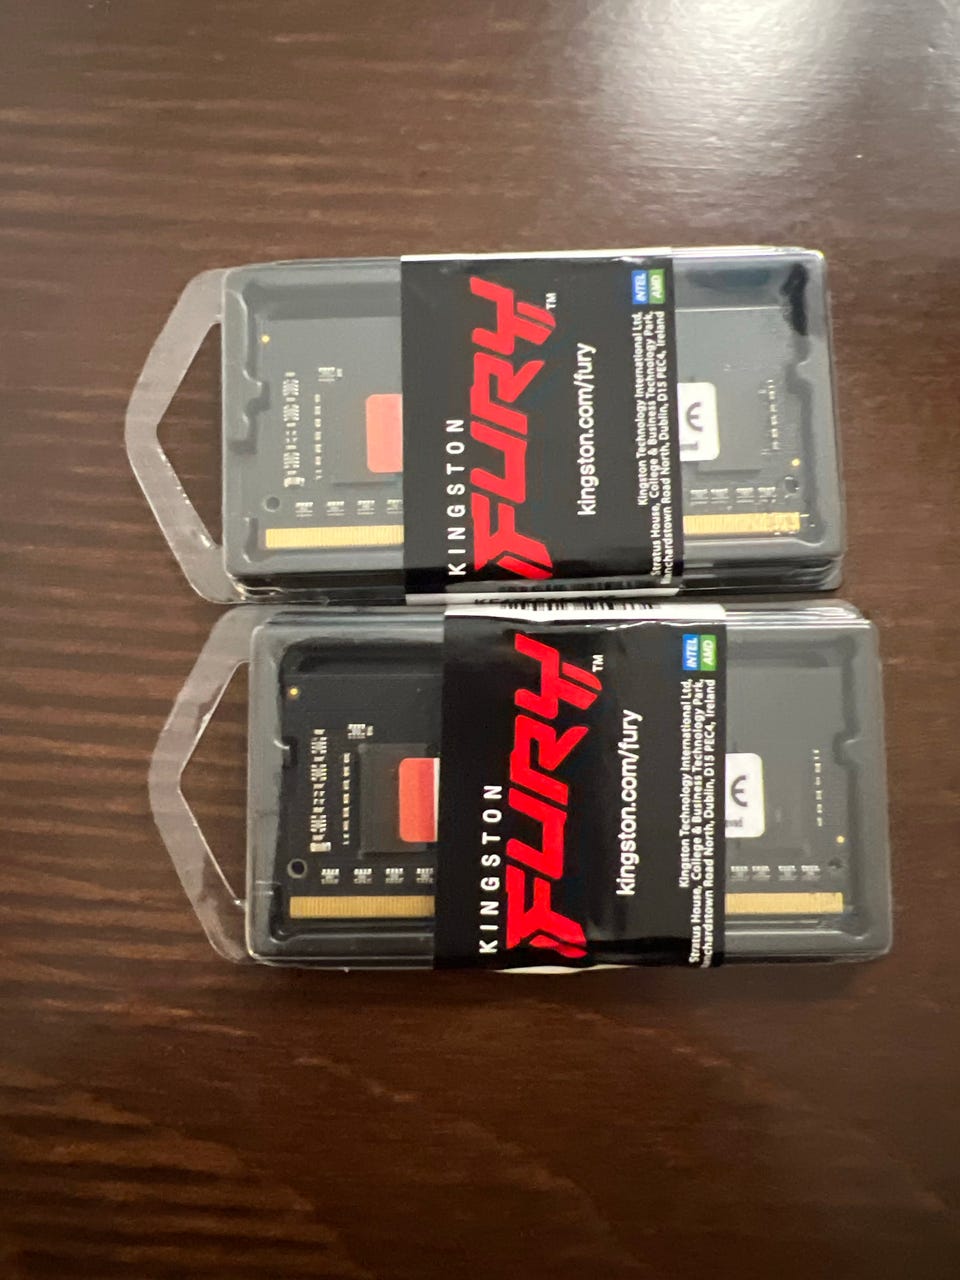 KINGSTON
FURY™
kingston.com/fury
INTEL
AMD
Kingston Technology International Ltd,
Stratus House, College & Business Technology Park,
Blanchardstown Road North, Dublin, D15 PEC4, Ireland
CE
KINGSTON
FURY™
kingston.com/fury
INTEL
AMD
Kingston Technology International Ltd,
Stratus House, College & Business Technology Park,
Blanchardstown Road North, Dublin, D15 PEC4, Ireland
CE